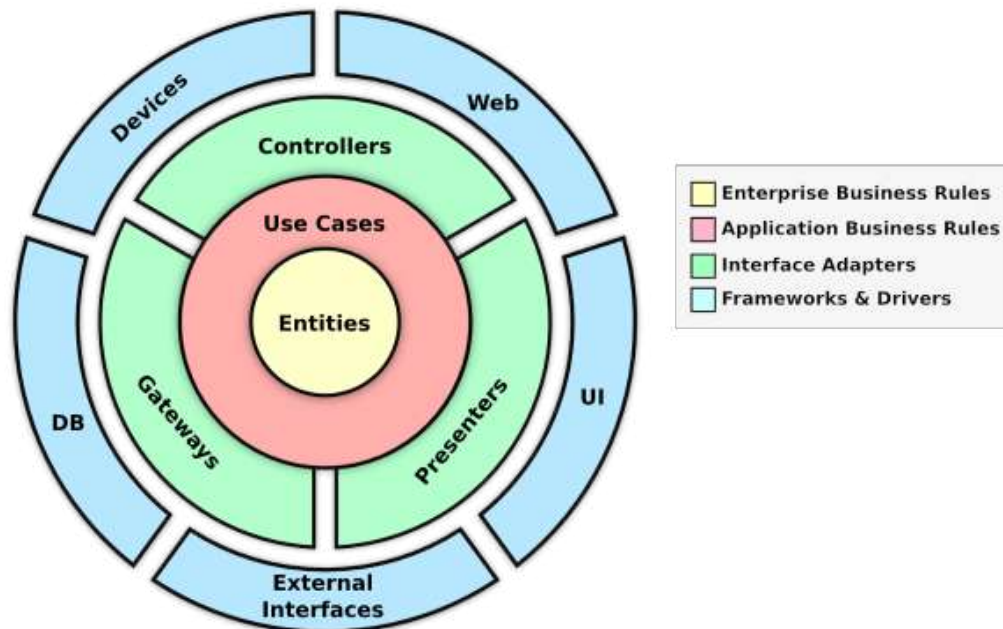 Devices
Web
Controllers
Use Cases
Entities
Gateways
Presenters
DB
UI
External
Interfaces
Enterprise Business Rules
Application Business Rules
Interface Adapters
Frameworks & Drivers